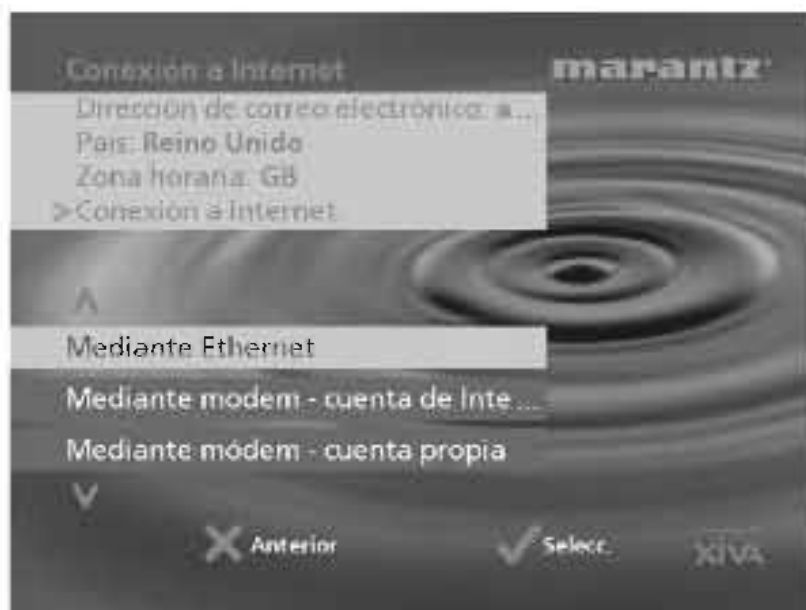 Conexión a Internet
marantz
Dirección de correo electrónico: a...
País: Reino Unido
Zona horaria: GB
>Conexión a Internet
Mediante Ethernet
Mediante modem - cuenta de Inte ...
Mediante módem - cuenta propia
Anterior
Selecc.
XIVA